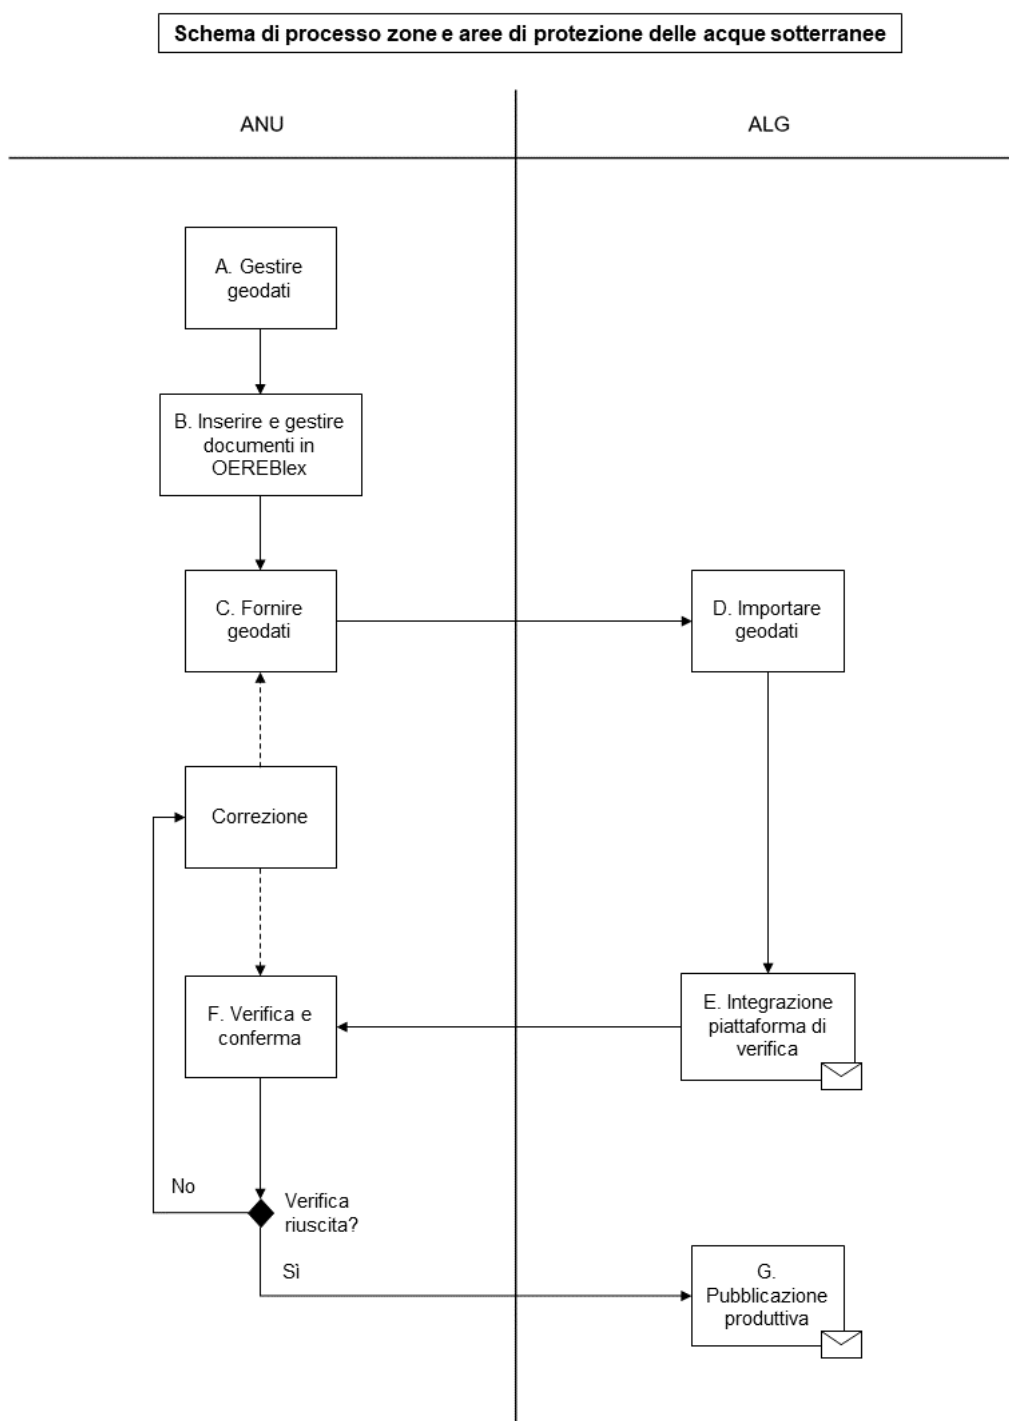 Schema di processo zone e aree di protezione delle acque sotterranee
ANU
ALG
A. Gestire
geodati
B. Inserire e gestire
documenti in
OEREBlex
C. Fornire
geodati
D. Importare
geodati
Correzione
F. Verifica e
conferma
E. Integrazione
piattaforma di
verifica
No
Verifica
riuscita?
Sì
G.
Pubblicazione
produttiva